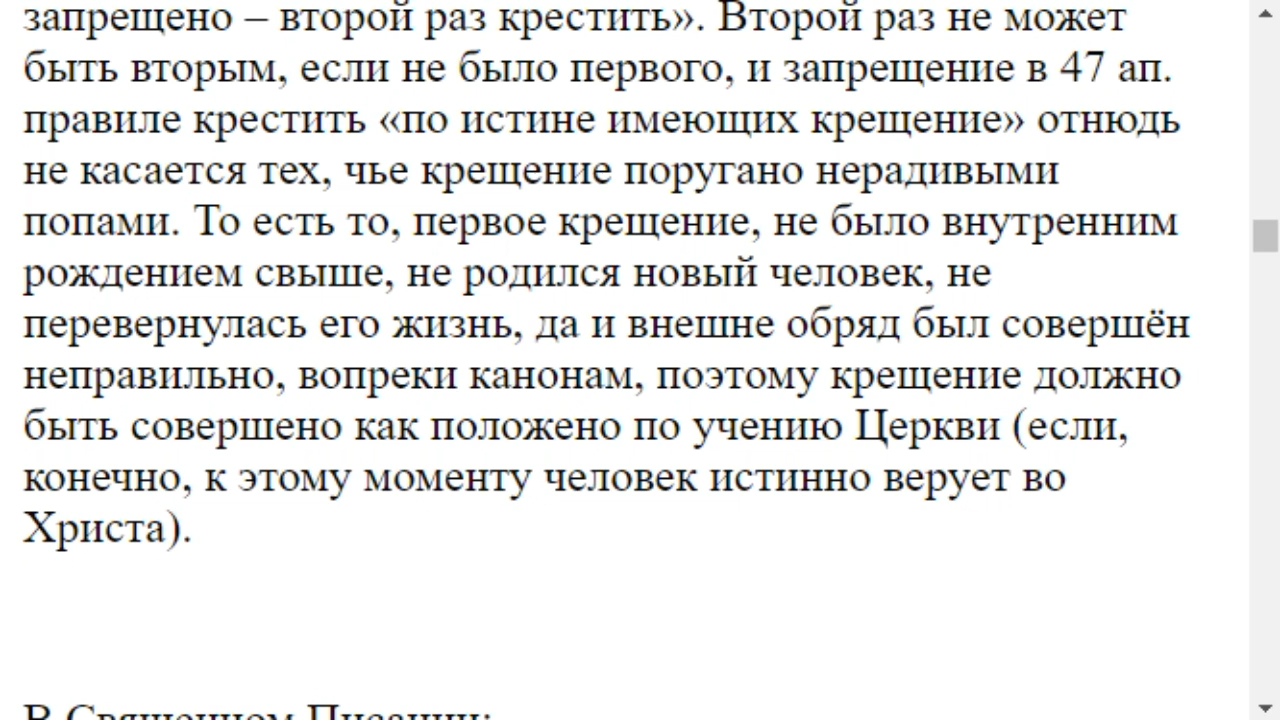 запрещено – второй раз крестить». Второй раз не может
быть вторым, если не было первого, и запрещение в 47 ап.
правиле крестить «по истине имеющих крещение» отнюдь
не касается тех, чье крещение поругано нерадивыми
попами. То есть то, первое крещение, не было внутренним
рождением свыше, не родился новый человек, не
перевернулась его жизнь, да и внешне обряд был совершён
неправильно, вопреки канонам, поэтому крещение должно
быть совершено как положено по учению Церкви (если,
конечно, к этому моменту человек истинно верует во
Христа).
В Священном Писании: